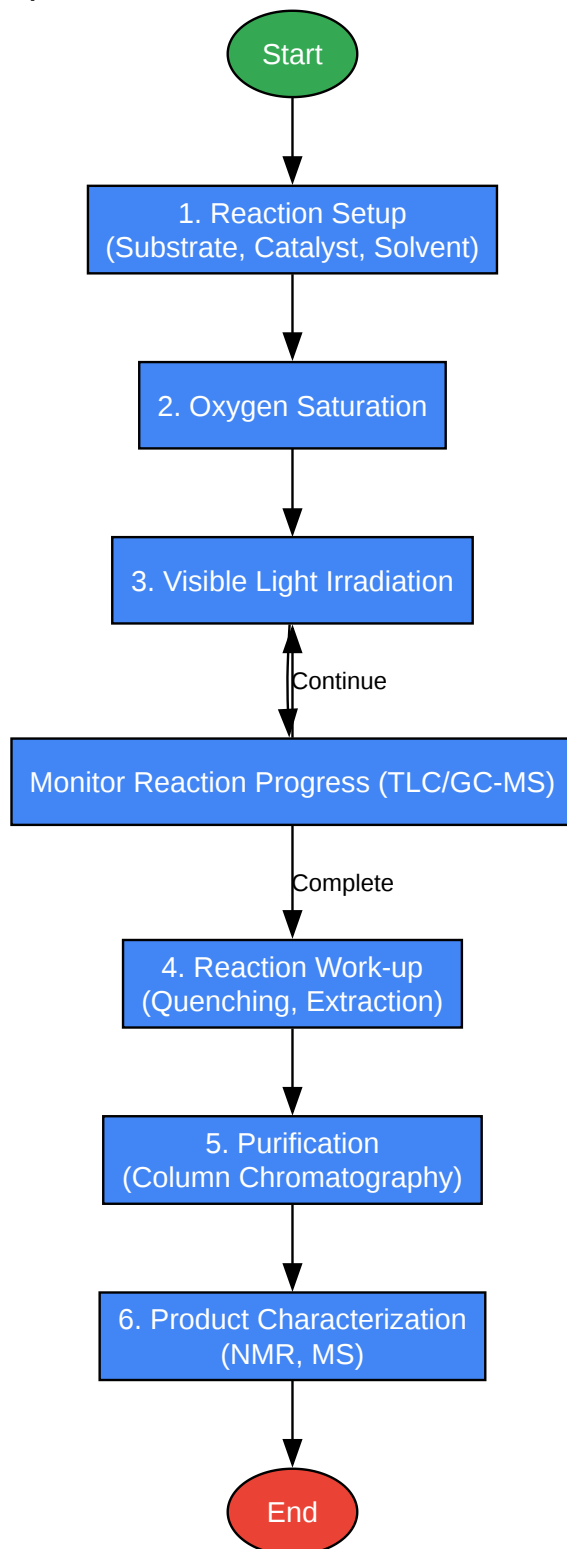 Start
1. Reaction Setup
(Substrate, Catalyst, Solvent)
2. Oxygen Saturation
3. Visible Light Irradiation
Continue
Monitor Reaction Progress (TLC/GC-MS)
Complete
4. Reaction Work-up
(Quenching, Extraction)
5. Purification
(Column Chromatography)
6. Product Characterization
(NMR, MS)
End